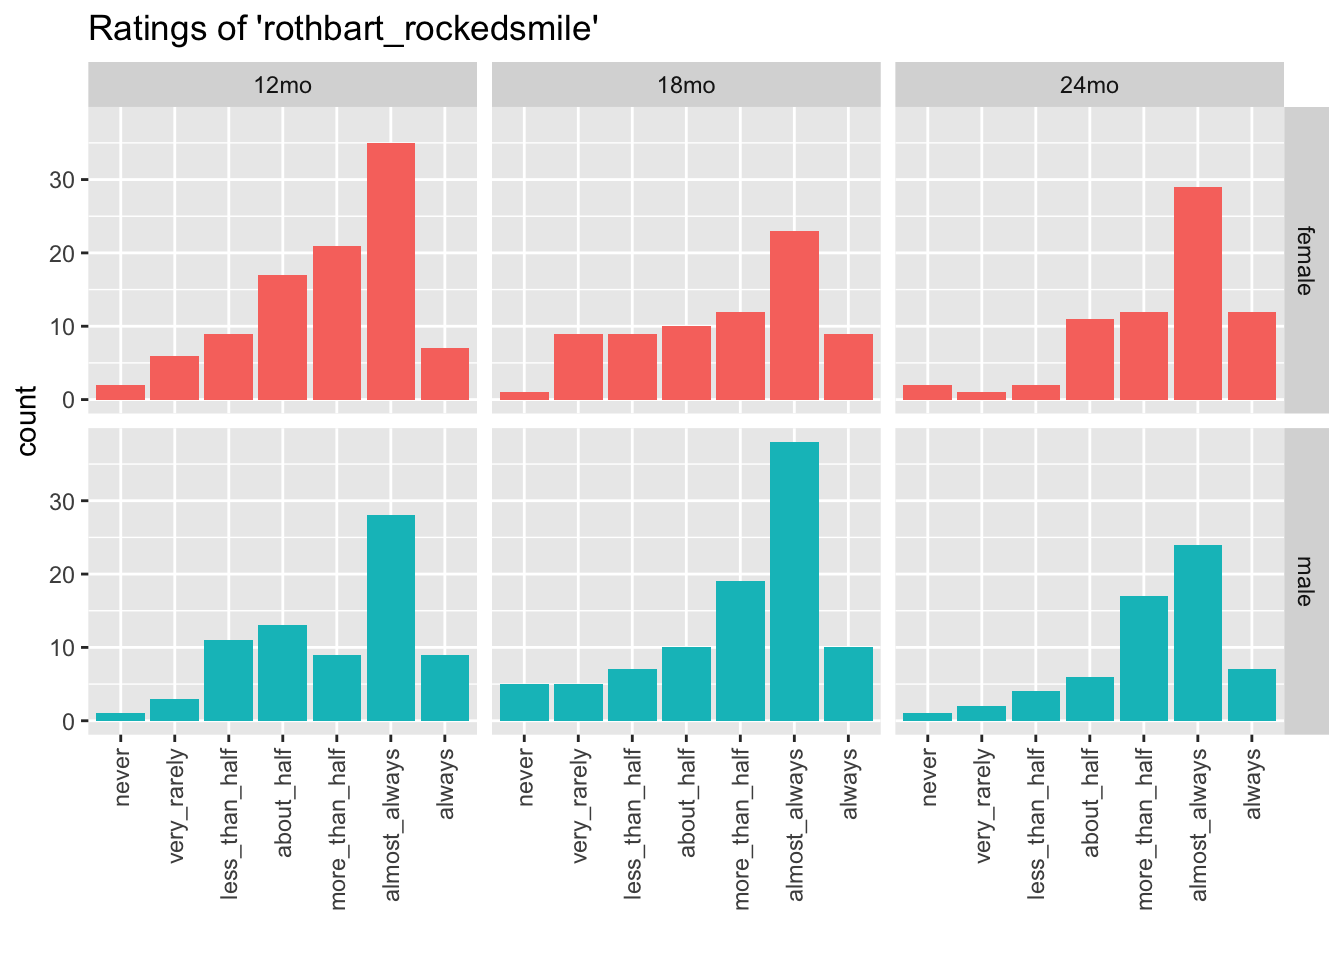 Ratings of 'rothbart_rockedsmile'
12mo 18mo 24mo
30
20
10
0
female
count
30
20
10
0
male
never very_rarely less_than_half about_half more_than_half almost_always always never very_rarely less_than_half about_half more_than_half almost_always always never very_rarely less_than_half about_half more_than_half almost_always always